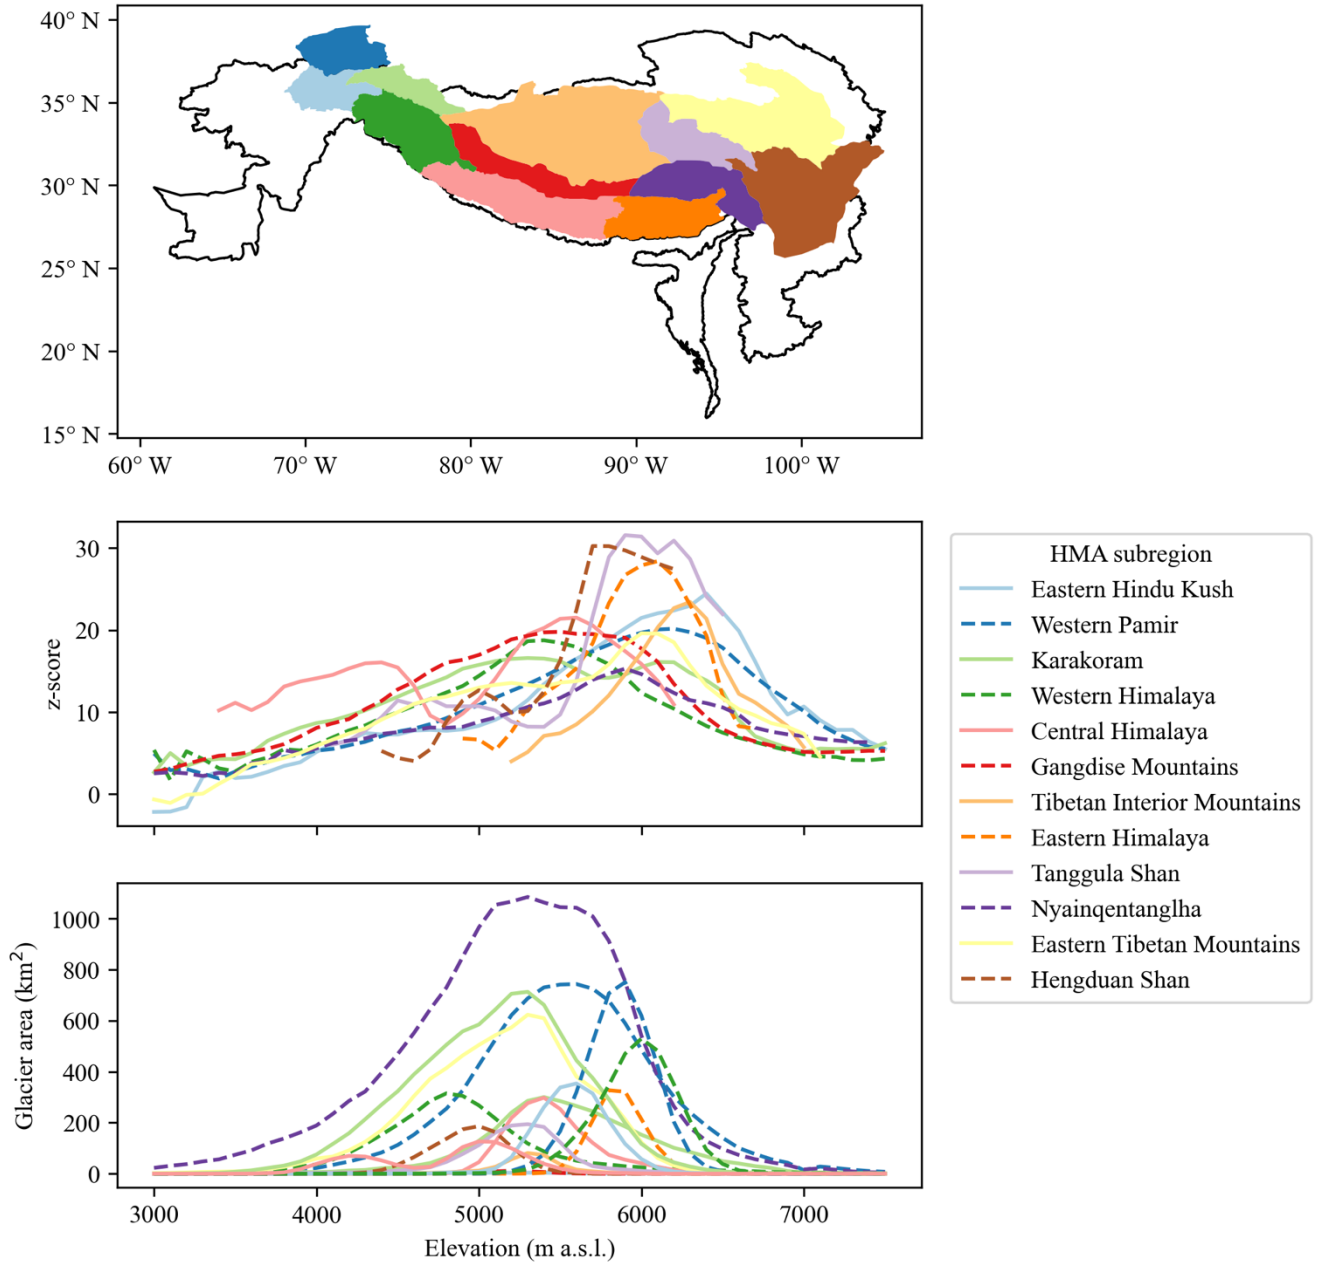 40° N
35° N
30° N
25° N
20° N
15° N
60° W
70° W
80° W
90° W
100° W
z-score
30
20
10
0
HMA subregion
Eastern Hindu Kush
Western Pamir
Karakoram
Western Himalaya
Central Himalaya
Gangdise Mountains
Tibetan Interior Mountains
Eastern Himalaya
Tanggula Shan
Nyainqentanglha
Eastern Tibetan Mountains
Hengduan Shan
Glacier area (km²)
1000
800
600
400
200
0
3000
4000
5000
6000
7000
Elevation (m a.s.l.)